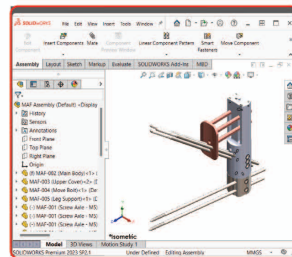 SOLIDWORKS File Edit View Insert Tools Window
Edit Component Insert Components Mate Component Preview Window Linear Component Pattern Smart Fasteners Move Component
Assembly Layout Sketch Markup Evaluate SOLIDWORKS Add-Ins MBD
MAF Assembly (Default) <Display
History
Sensors
Annotations
Front Plane
Top Plane
Right Plane
Origin
(f) MAF-002 (Main Body)<1> (
MAF-003 (Upper Cover)<2> (D
MAF-004 (Move Bolt)<1> (De
MAF-005 (Leg Support)<1> (D
(-) MAF-001 (Screw Axle - M5)
(-) MAF-001 (Screw Axle - M5)
(-) MAF-001 (Screw Axle - M5)
*Isometric
Model 3D Views Motion Study 1
SOLIDWORKS Premium 2023 SP2.1 Under Defined Editing Assembly MMGS